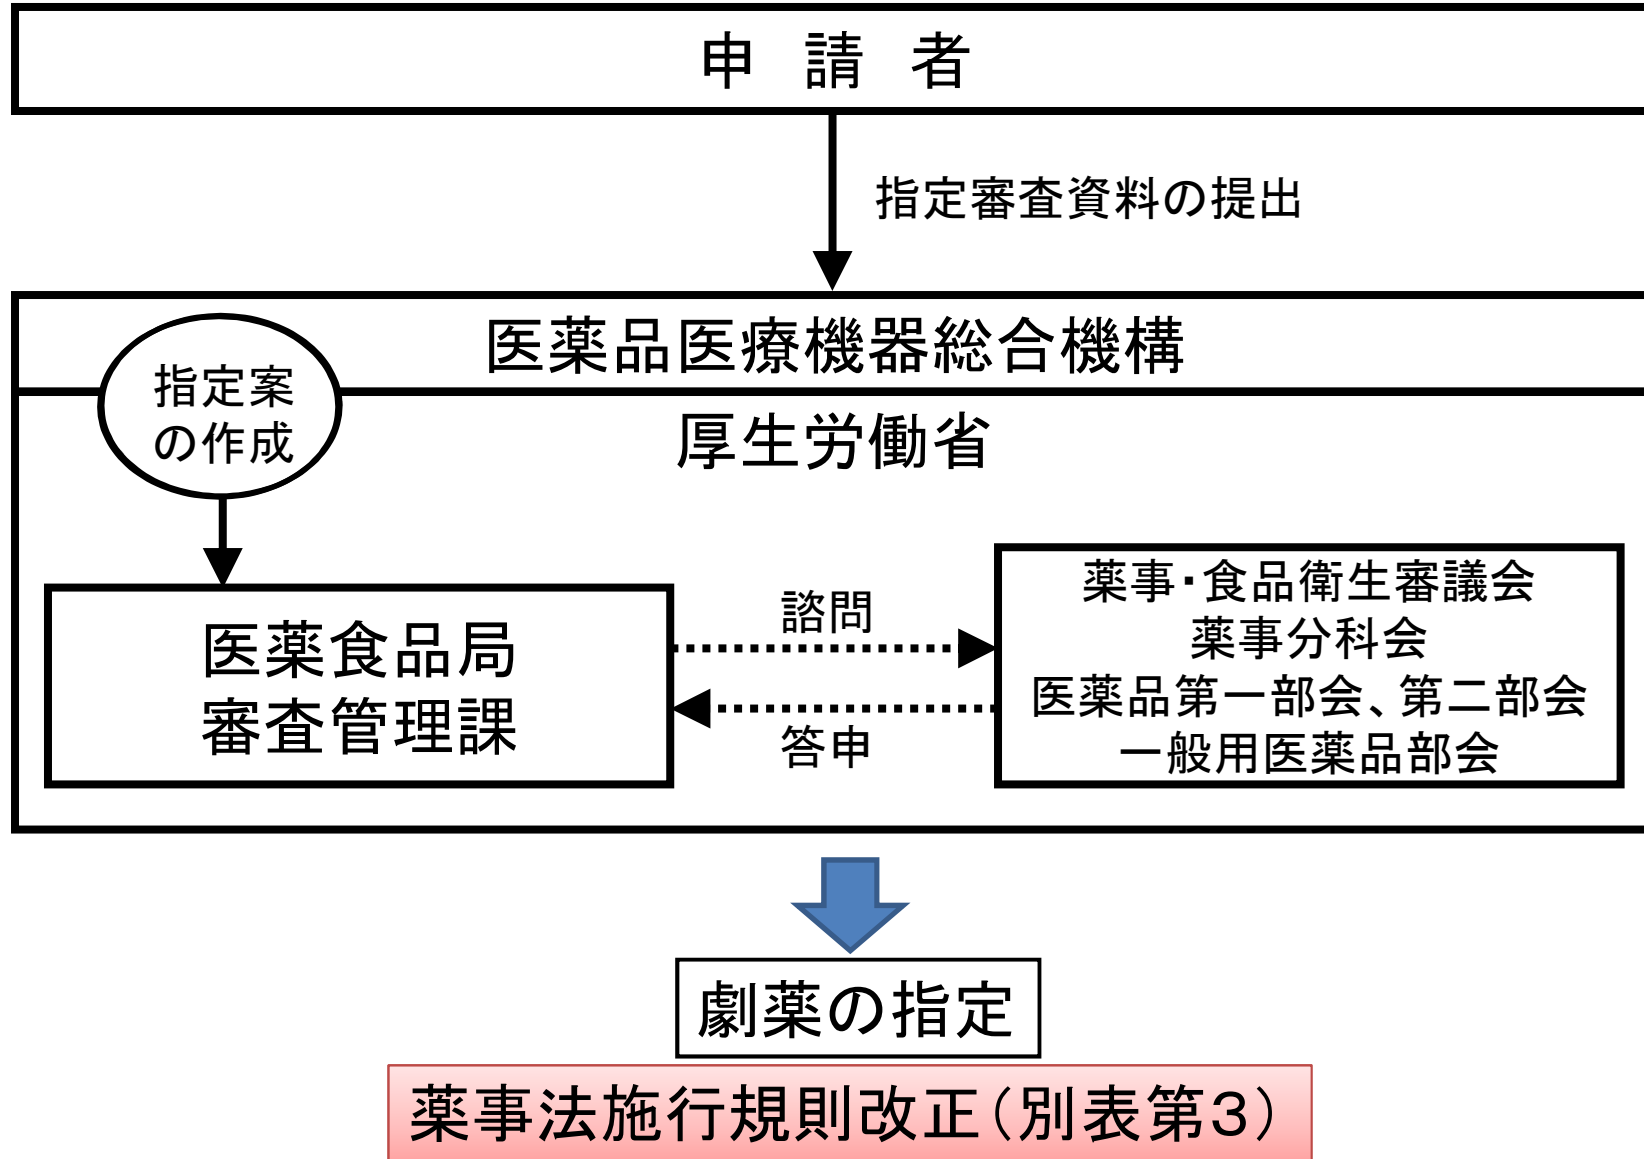 申 請 者
指定審査資料の提出
医薬品医療機器総合機構
指定案
の作成
厚生労働省
医薬食品局
審査管理課
諮問
答申
薬事・食品衛生審議会
薬事分科会
医薬品第一部会、第二部会
一般用医薬品部会
劇薬の指定
薬事法施行規則改正（別表第３）